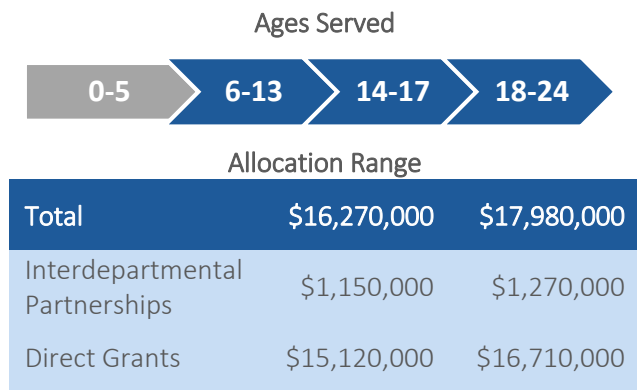 Ages Served
0-5 6-13 14-17 18-24
Allocation Range
Total $16,270,000 $17,980,000
Interdepartmental
Partnerships $1,150,000 $1,270,000
Direct Grants $15,120,000 $16,710,000